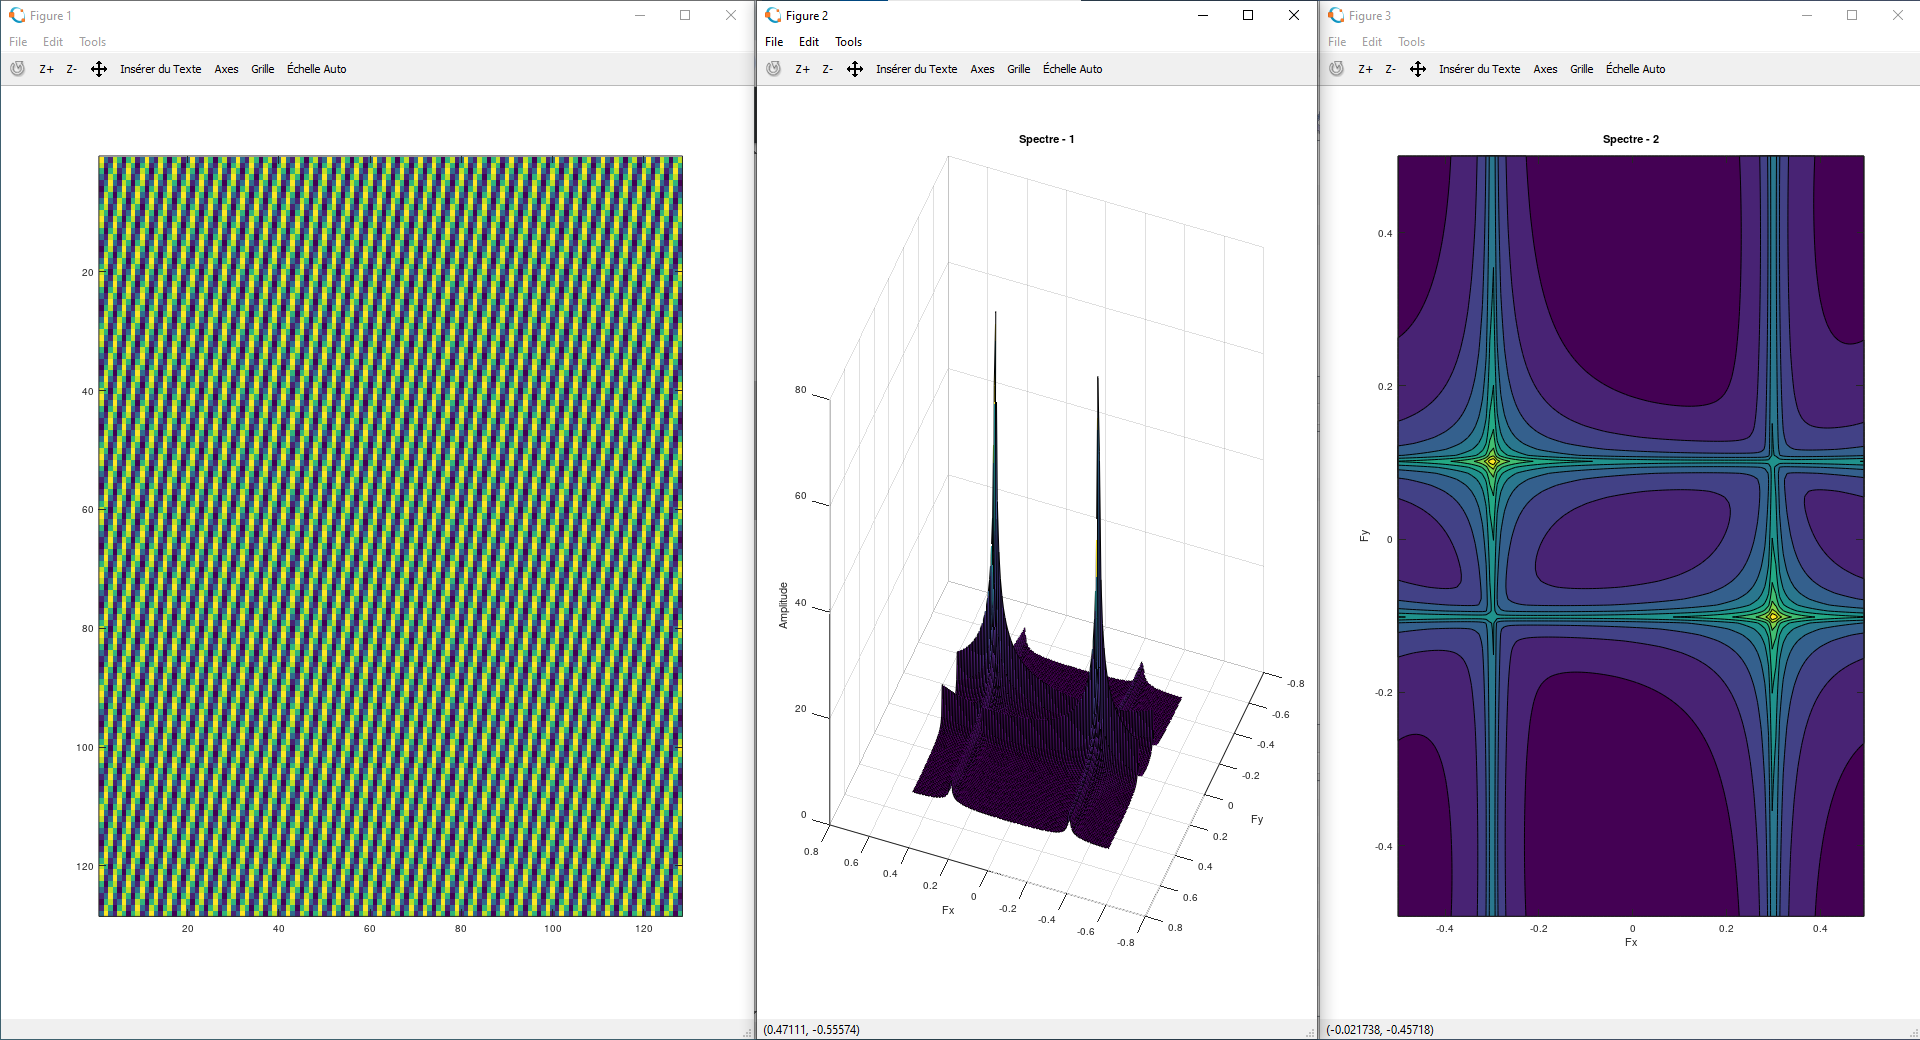 Figure 1
File Edit Tools
Z+ Z- Insérer du Texte Axes Grille Échelle Auto
20
40
60
80
100
120
20 40 60 80 100 120
Figure 2
File Edit Tools
Z+ Z- Insérer du Texte Axes Grille Échelle Auto
Spectre - 1
80
60
40
20
0
Amplitude
0.8 0.6 0.4 0.2 0 -0.2 -0.4 -0.6 -0.8
Fx
-0.8
-0.6
-0.4
-0.2
0
0.2
0.4
0.6
0.8
Fy
(0.47111, -0.55574)
Figure 3
File Edit Tools
Z+ Z- Insérer du Texte Axes Grille Échelle Auto
Spectre - 2
0.4
0.2
0
-0.2
-0.4
Fy
-0.4 -0.2 0 0.2 0.4
Fx
(-0.021738, -0.45718)